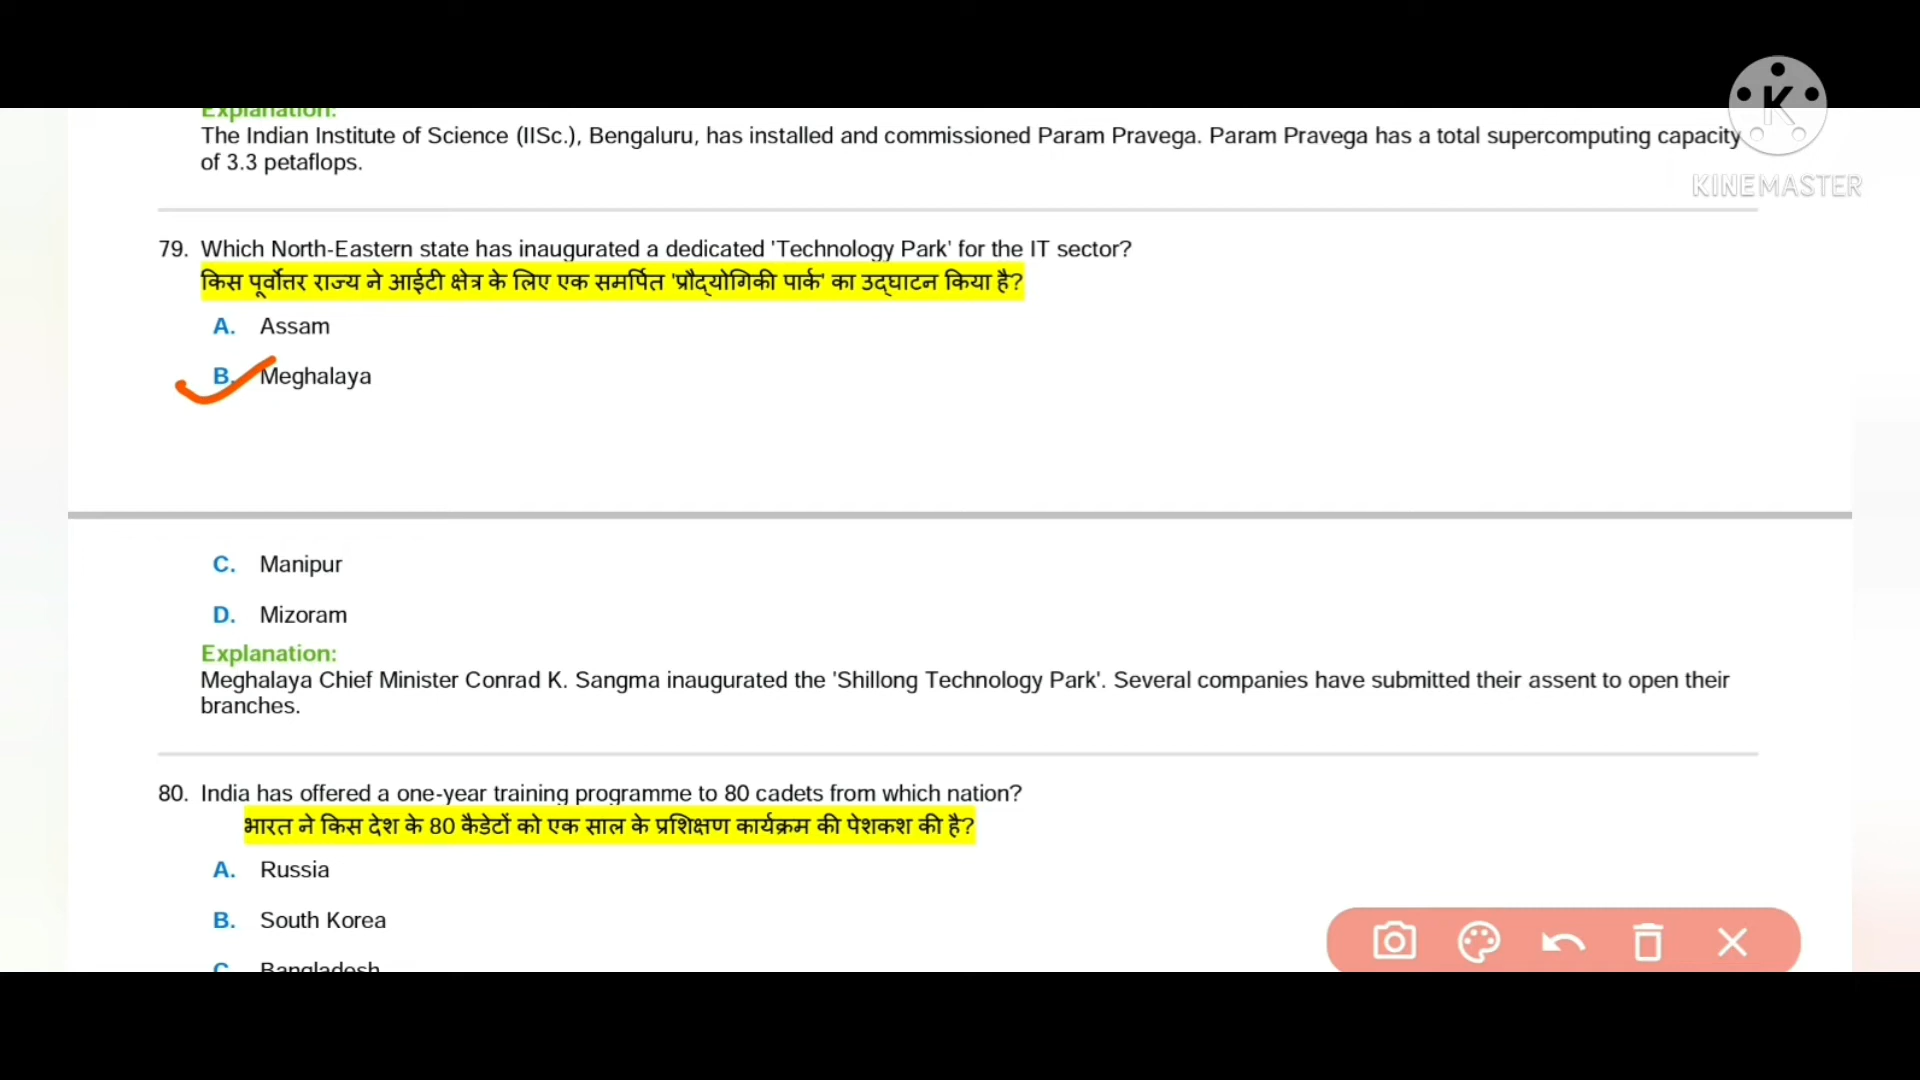 Explanation:
The Indian Institute of Science (IISc.), Bengaluru, has installed and commissioned Param Pravega. Param Pravega has a total supercomputing capacity
of 3.3 petaflops.
K
KINEMASTER
79. Which North-Eastern state has inaugurated a dedicated 'Technology Park' for the IT sector?
किस पूर्वोत्तर राज्य ने आईटी क्षेत्र के लिए एक समर्पित 'प्रौद्योगिकी पार्क' का उद्घाटन किया है?
A. Assam
B. Meghalaya
C. Manipur
D. Mizoram
Explanation:
Meghalaya Chief Minister Conrad K. Sangma inaugurated the 'Shillong Technology Park'. Several companies have submitted their assent to open their
branches.
80. India has offered a one-year training programme to 80 cadets from which nation?
भारत ने किस देश के 80 कैडेटों को एक साल के प्रशिक्षण कार्यक्रम की पेशकश की है?
A. Russia
B. South Korea
C. Bangladesh